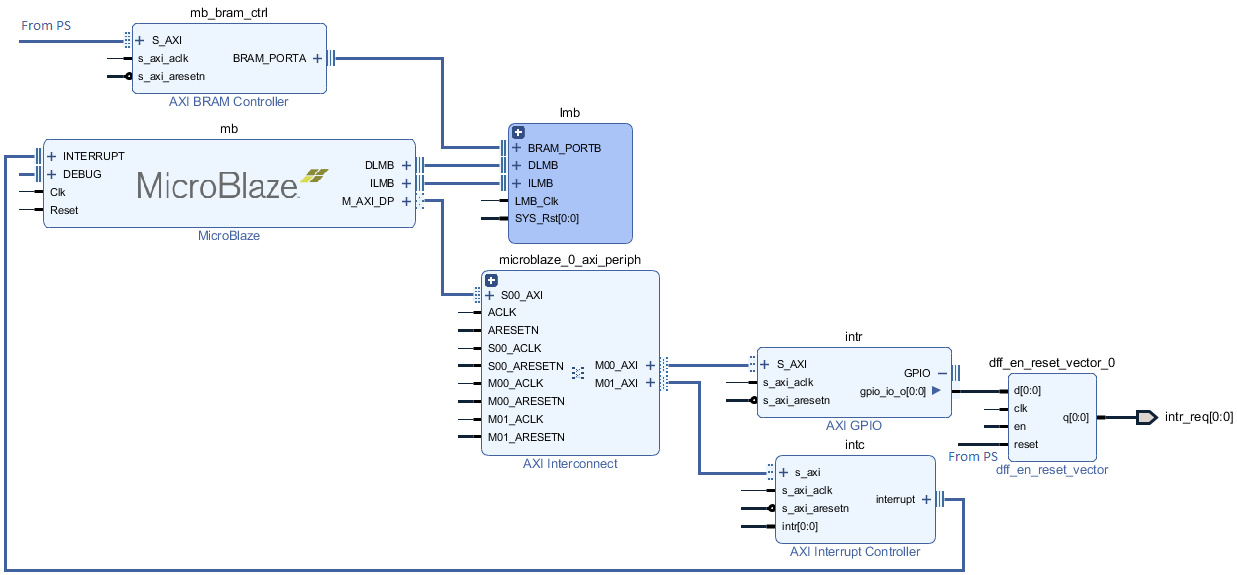 mb_bram_ctrl
From PS
S_AXI
s_axi_aclk
BRAM_PORTA
s_axi_aresetn
AXI BRAM Controller
mb
INTERRUPT
DEBUG
Clk
Reset
MicroBlaze
DLMB
ILMB
M_AXI_DP
MicroBlaze
lmb
BRAM_PORTB
DLMB
ILMB
LMB_Clk
SYS_Rst[0:0]
microblaze_0_axi_periph
S00_AXI
ACLK
ARESETN
S00_ACLK
S00_ARESETN
M00_ACLK
M00_ARESETN
M01_ACLK
M01_ARESETN
M00_AXI
M01_AXI
AXI Interconnect
intr
S_AXI
s_axi_aclk
s_axi_aresetn
GPIO
gpio_io_o[0:0]
AXI GPIO
dff_en_reset_vector_0
d[0:0]
clk
en
reset
q[0:0]
intr_req[0:0]
From PS
dff_en_reset_vector
intc
s_axi
s_axi_aclk
s_axi_aresetn
intr[0:0]
interrupt
AXI Interrupt Controller